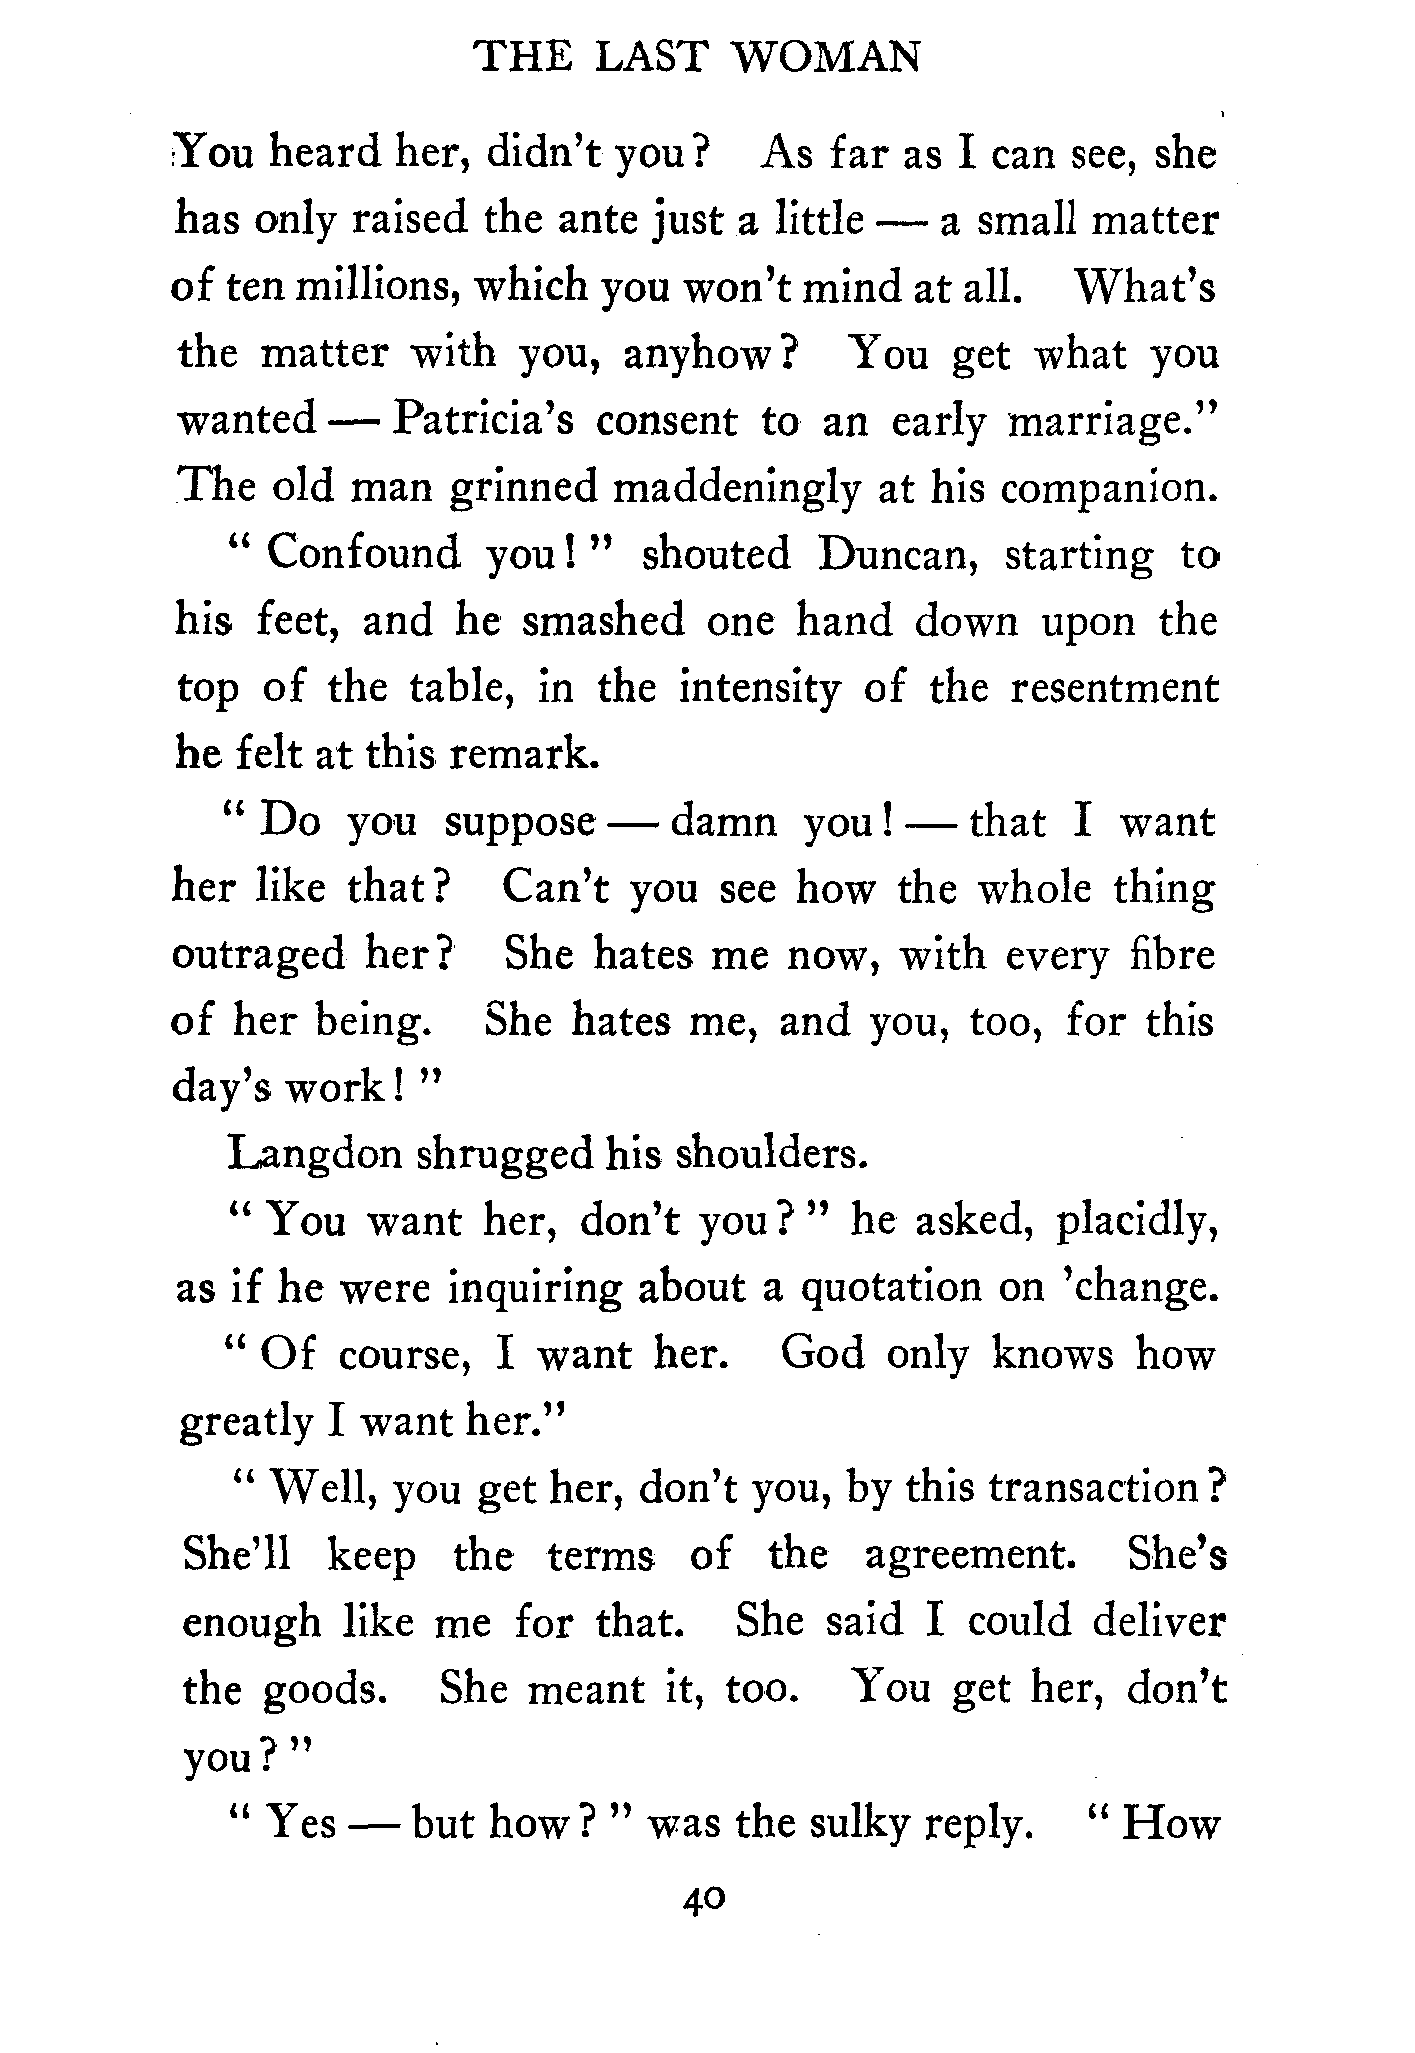 THE LAST WOMAN
You heard her, didn't you? As far as I can see, she
has only raised the ante just a little — a small matter
of ten millions, which you won't mind at all. What's
the matter with you, anyhow? You get what you
wanted — Patricia's consent to an early marriage."
The old man grinned maddeningly at his companion.
" Confound you! " shouted Duncan, starting to
his feet, and he smashed one hand down upon the
top of the table, in the intensity of the resentment
he felt at this remark.
" Do you suppose — damn you! — that I want
her like that? Can't you see how the whole thing
outraged her? She hates me now, with every fibre
of her being. She hates me, and you, too, for this
day's work! "
Langdon shrugged his shoulders.
" You want her, don't you? " he asked, placidly,
as if he were inquiring about a quotation on 'change.
" Of course, I want her. God only knows how
greatly I want her."
" Well, you get her, don't you, by this transaction?
She'll keep the terms of the agreement. She's
enough like me for that. She said I could deliver
the goods. She meant it, too. You get her, don't
you? "
" Yes — but how? " was the sulky reply. " How
40